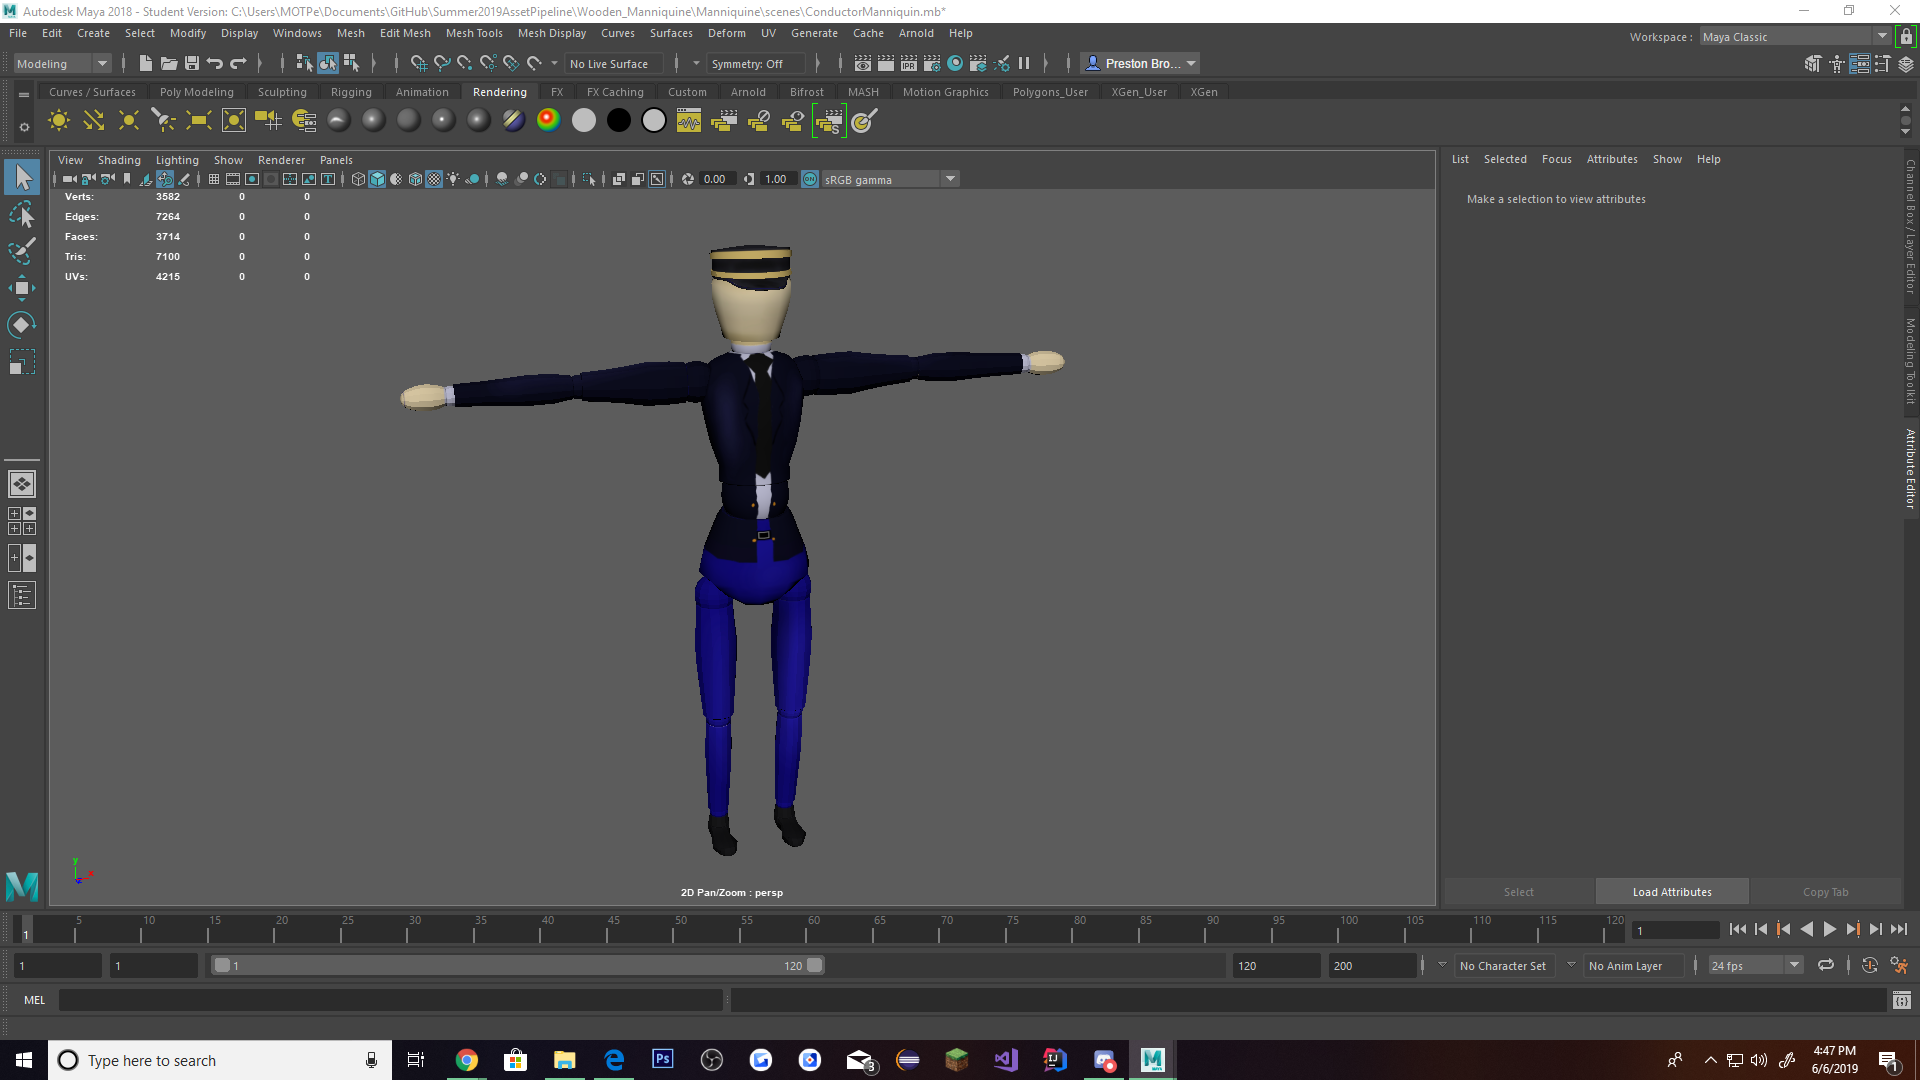 Autodesk Maya 2018 - Student Version: C:\Users\MOTPe\Documents\GitHub\Summer2019AssetPipeline\Wooden_Manniquine\Manniquine\scenes\ConductorManniquin.mb*
File Edit Create Select Modify Display Windows Mesh Edit Mesh Mesh Tools Mesh Display Curves Surfaces Deform UV Generate Cache Arnold Help
Workspace : Maya Classic
Modeling No Live Surface Symmetry: Off Preston Bro...
Curves / Surfaces Poly Modeling Sculpting Rigging Animation Rendering FX FX Caching Custom Arnold Bifrost MASH Motion Graphics Polygons_User XGen_User XGen
View Shading Lighting Show Renderer Panels
0.00 1.00 ON sRGB gamma
List Selected Focus Attributes Show Help
Make a selection to view attributes
Verts: 3582 0 0
Edges: 7264 0 0
Faces: 3714 0 0
Tris: 7100 0 0
UVs: 4215 0 0
Channel Box / Layer Editor
Modeling Toolkit
Attribute Editor
y
x
z
2D Pan/Zoom : persp
Select Load Attributes Copy Tab
1 5 10 15 20 25 30 35 40 45 50 55 60 65 70 75 80 85 90 95 100 105 110 115 120 1
1 1 1 120 120 200 No Character Set No Anim Layer 24 fps
MEL
Type here to search
Ps
3
IJ
4:47 PM
6/6/2019
1